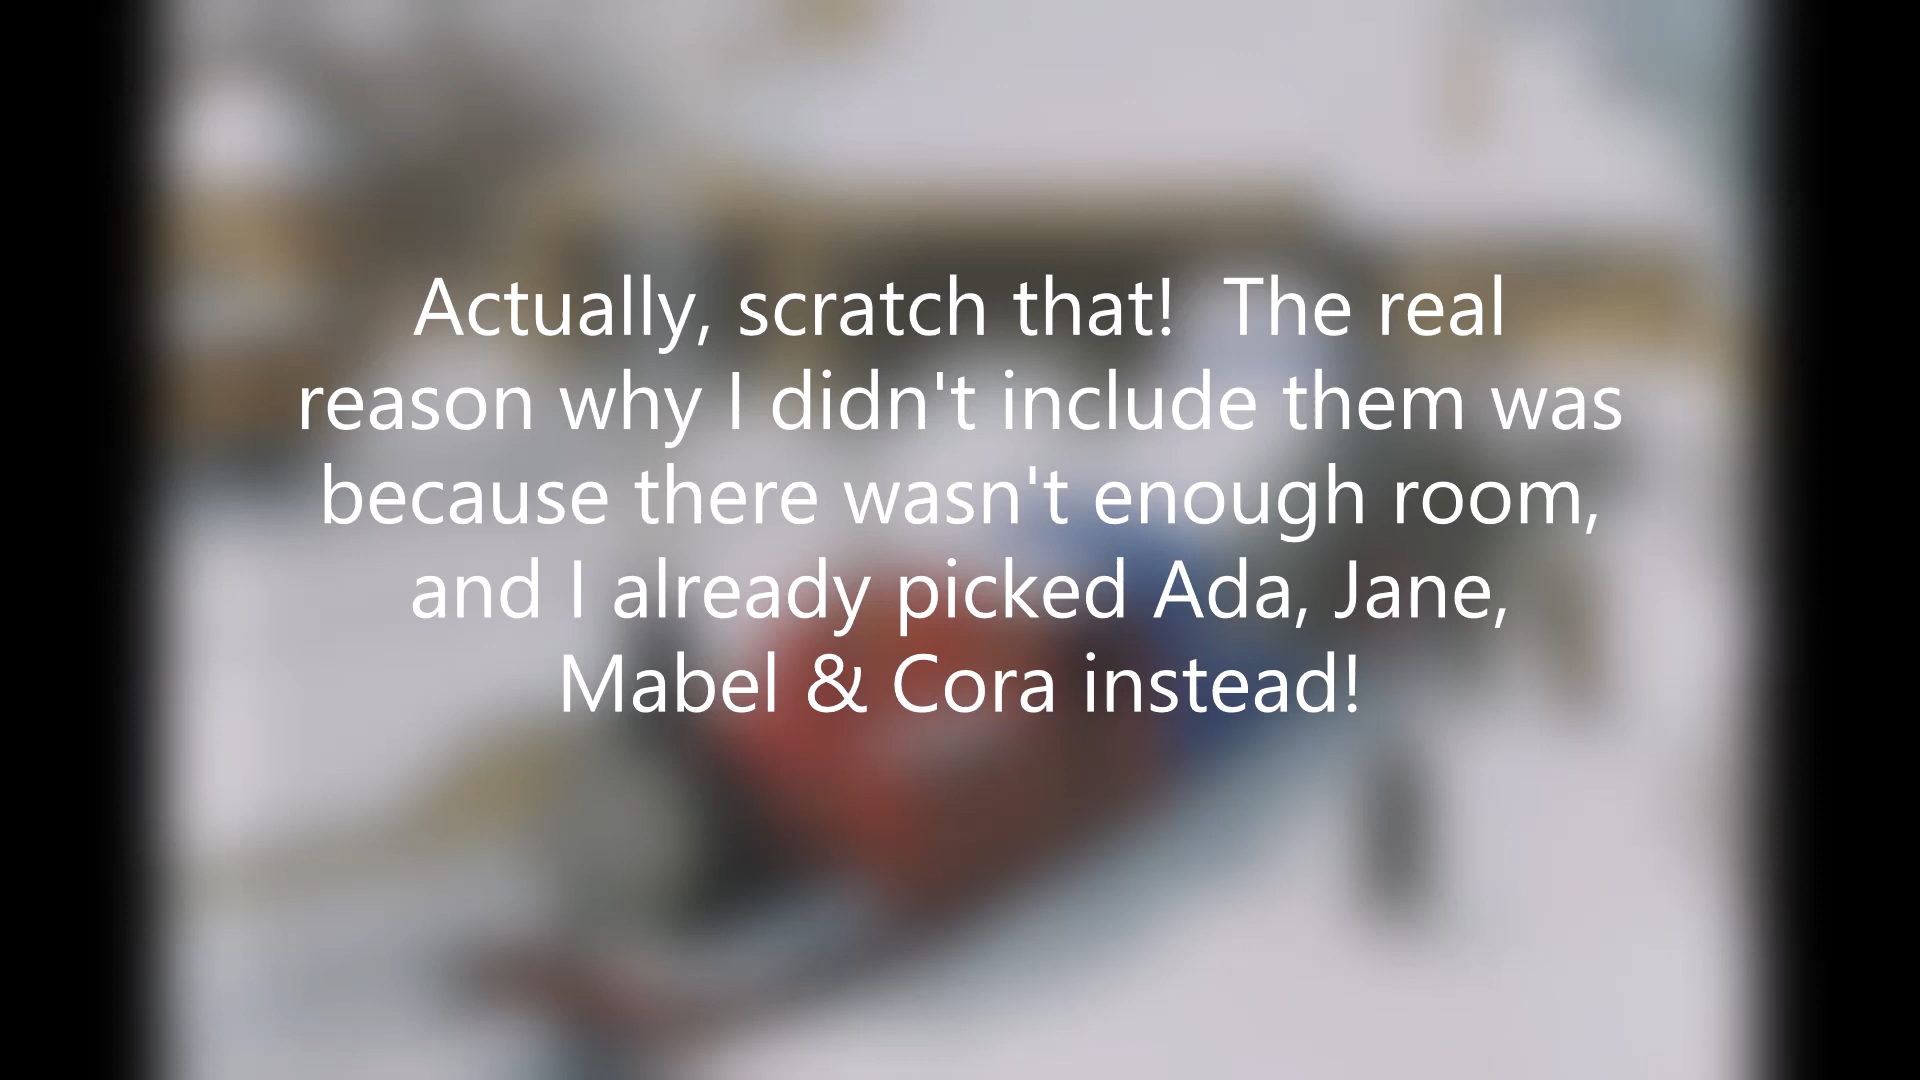 Actually, scratch that!  The real
reason why I didn't include them was
because there wasn't enough room,
and I already picked Ada, Jane,
Mabel & Cora instead!